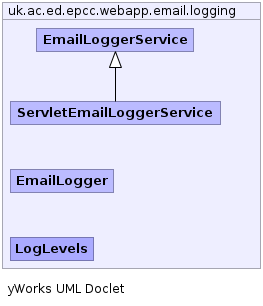 uk.ac.ed.epcc.webapp.email.logging
EmailLoggerService
ServletEmailLoggerService
EmailLogger
LogLevels
yWorks UML Doclet